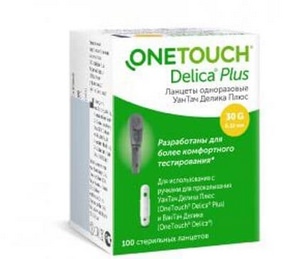 ONETOUCH®
Delica® Plus
Ланцеты одноразовые
УанТач Делика Плюс
30 G
Разработаны для
более комфортного
тестирования*
Для использования с
ручками для прокалывания
УанТач Делика Плюс
(OneTouch® Delica® Plus)
и ВанТач Делика
(OneTouch® Delica®)
100 стерильных ланцетов